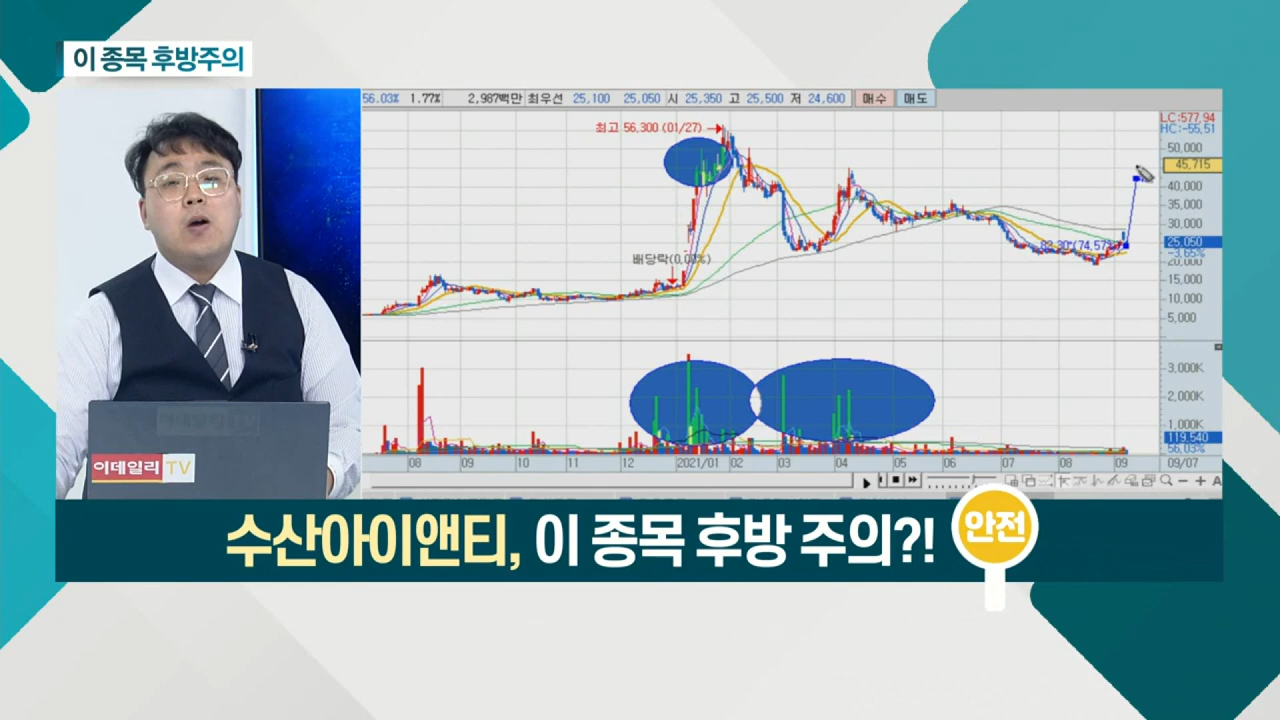 이 종목 후방주의
56.03% 1.77% 2,987백만 최우선 25,100 25,050 시 25,350 고 25,500 저 24,600 매수 매도
최고 56,300 (01/27)
LC:577.94
HC:-55.51
50,000
45,715
40,000
35,000
30,000
25,050
-3.65%
20,000
15,000
10,000
5,000
배당락(0.00%)
3,000K
2,000K
1,000K
119,540
56.03%
08 09 10 11 12 2021/01 02 03 04 05 06 07 08 09 09/07
이데일리TV
수산아이앤티, 이 종목 후방 주의?!
안전